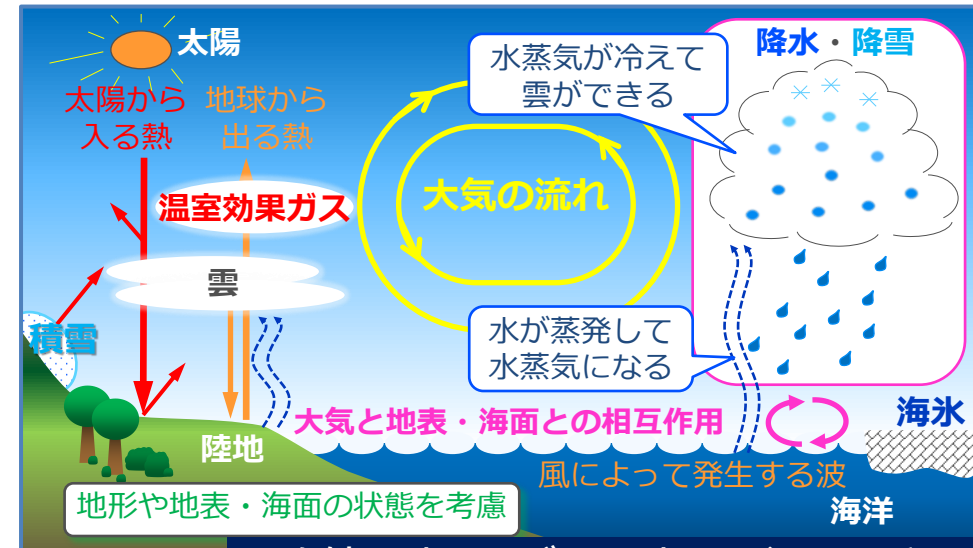 太陽
太陽から
入る熱
地球から
出る熱
温室効果ガス
雲
積雪
大気の流れ
水蒸気が冷えて
雲ができる
降水・降雪
水が蒸発して
水蒸気になる
大気と地表・海面との相互作用
海氷
陸地
風によって発生する波
地形や地表・海面の状態を考慮
海洋